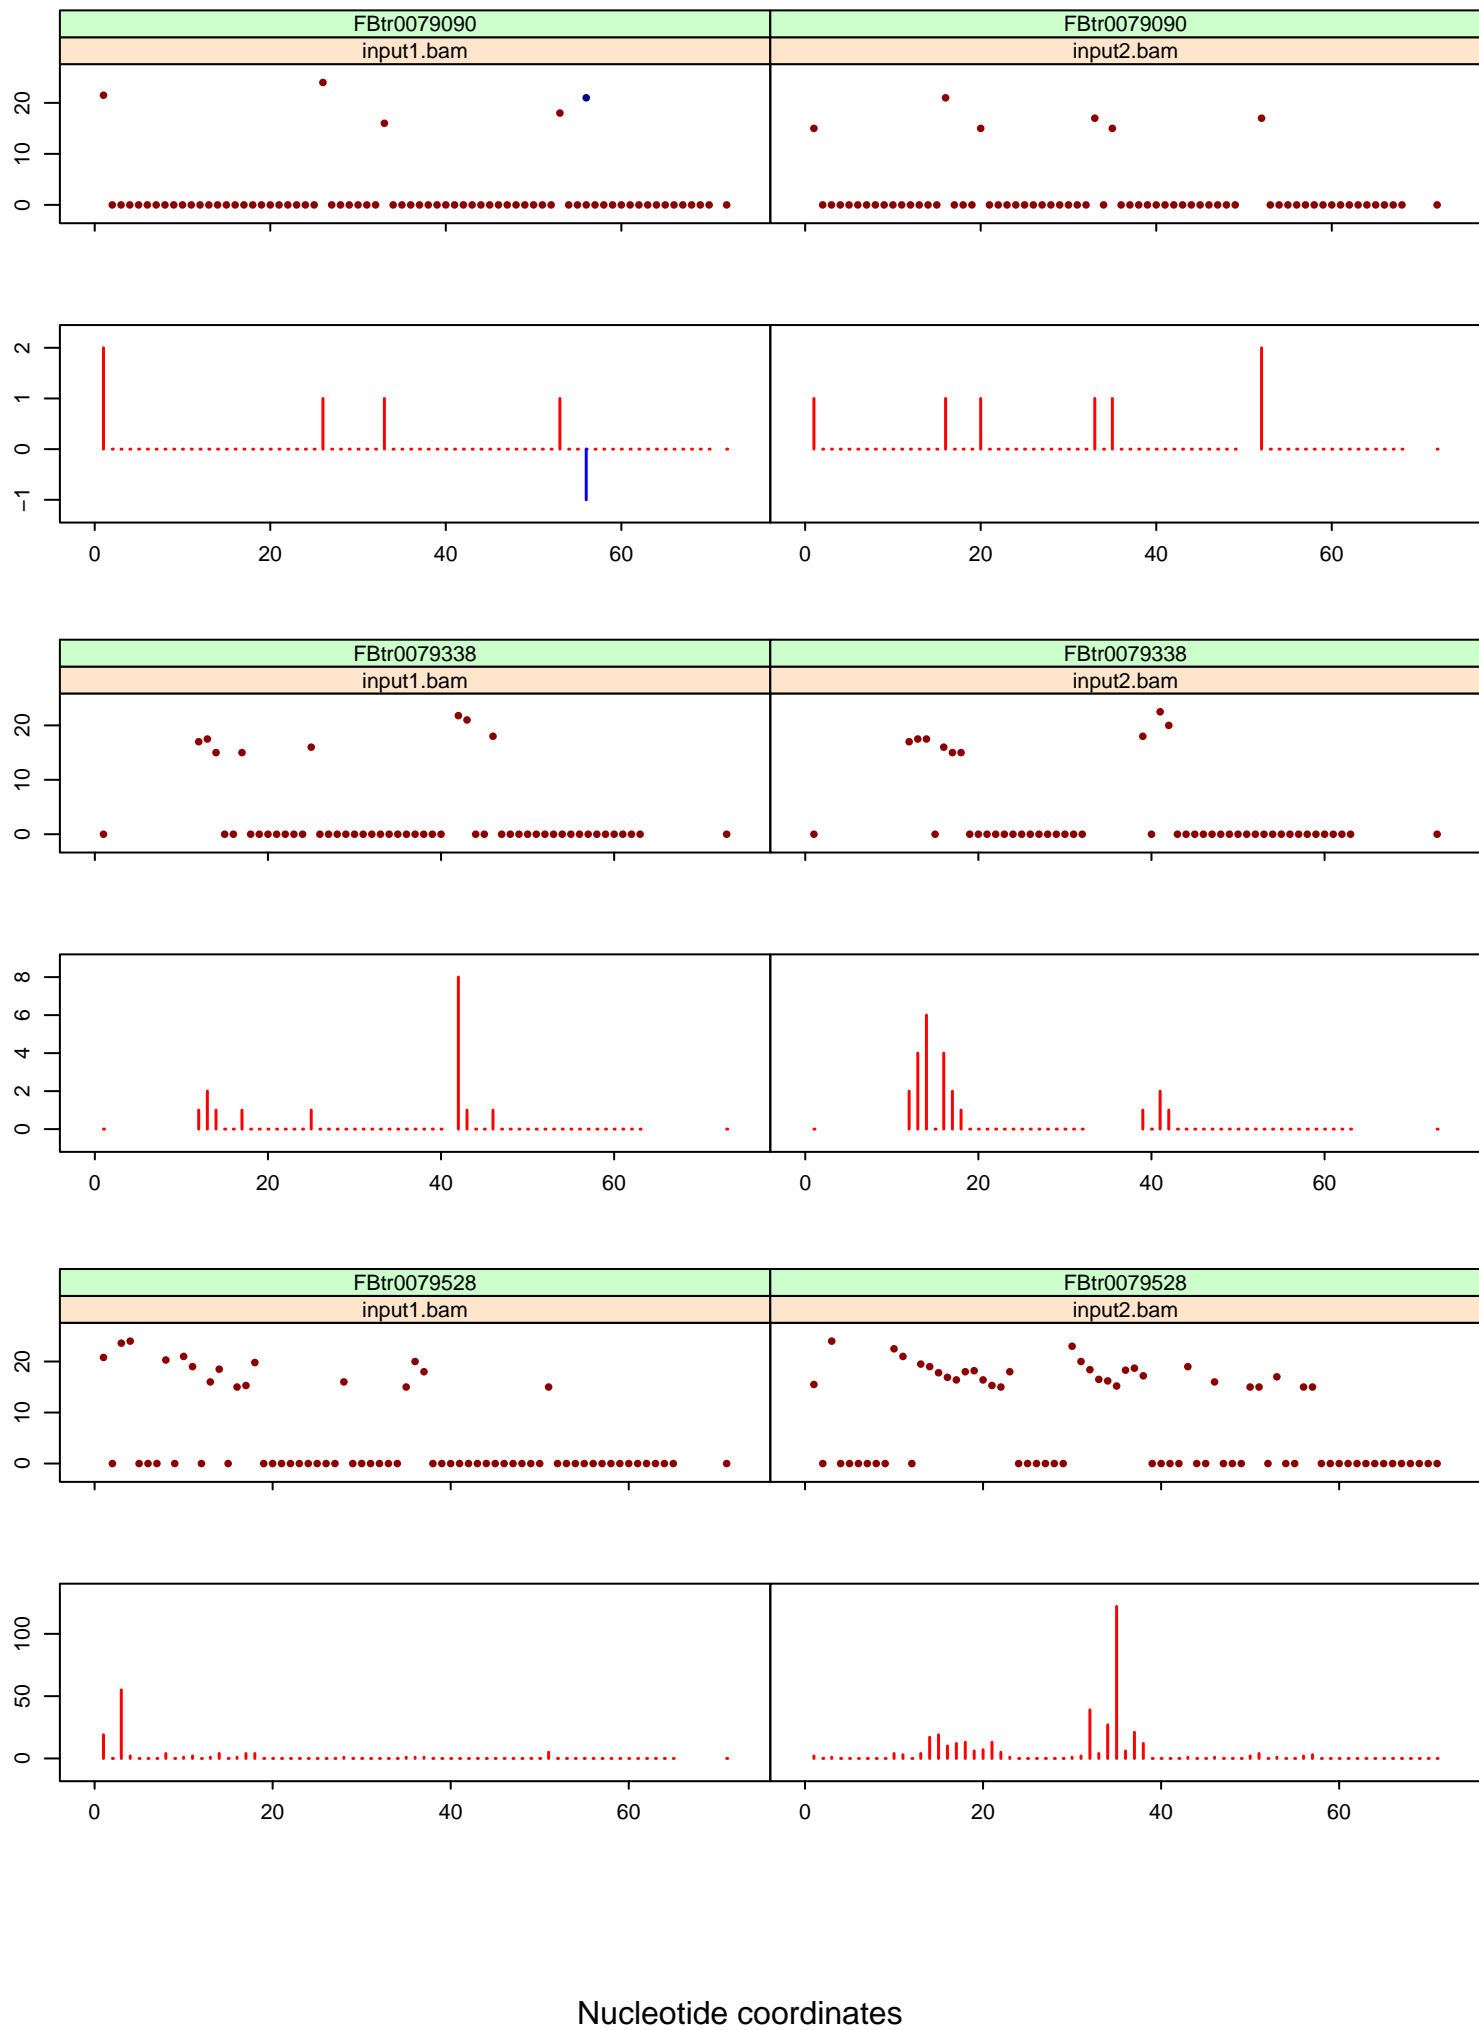 FBtr0079090 FBtr0079090
input1.bam input2.bam
20
10
0
2
1
0
−1
0 20 40 60 0 20 40 60
FBtr0079338 FBtr0079338
input1.bam input2.bam
20
10
0
8
6
4
2
0
0 20 40 60 0 20 40 60
FBtr0079528 FBtr0079528
input1.bam input2.bam
20
10
0
100
50
0
0 20 40 60 0 20 40 60
Nucleotide coordinates